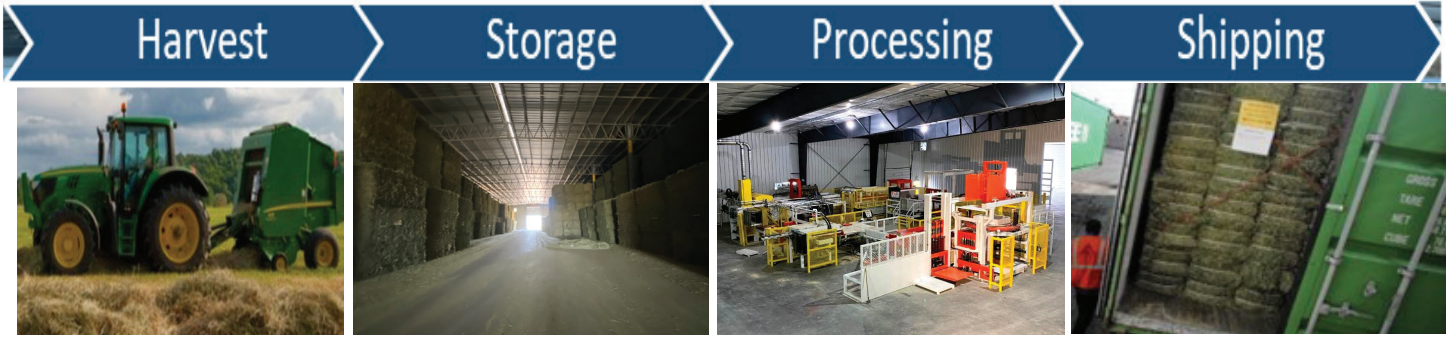 Harvest
Storage
Processing
Shipping
GROSS
TARE
NET
CUBE